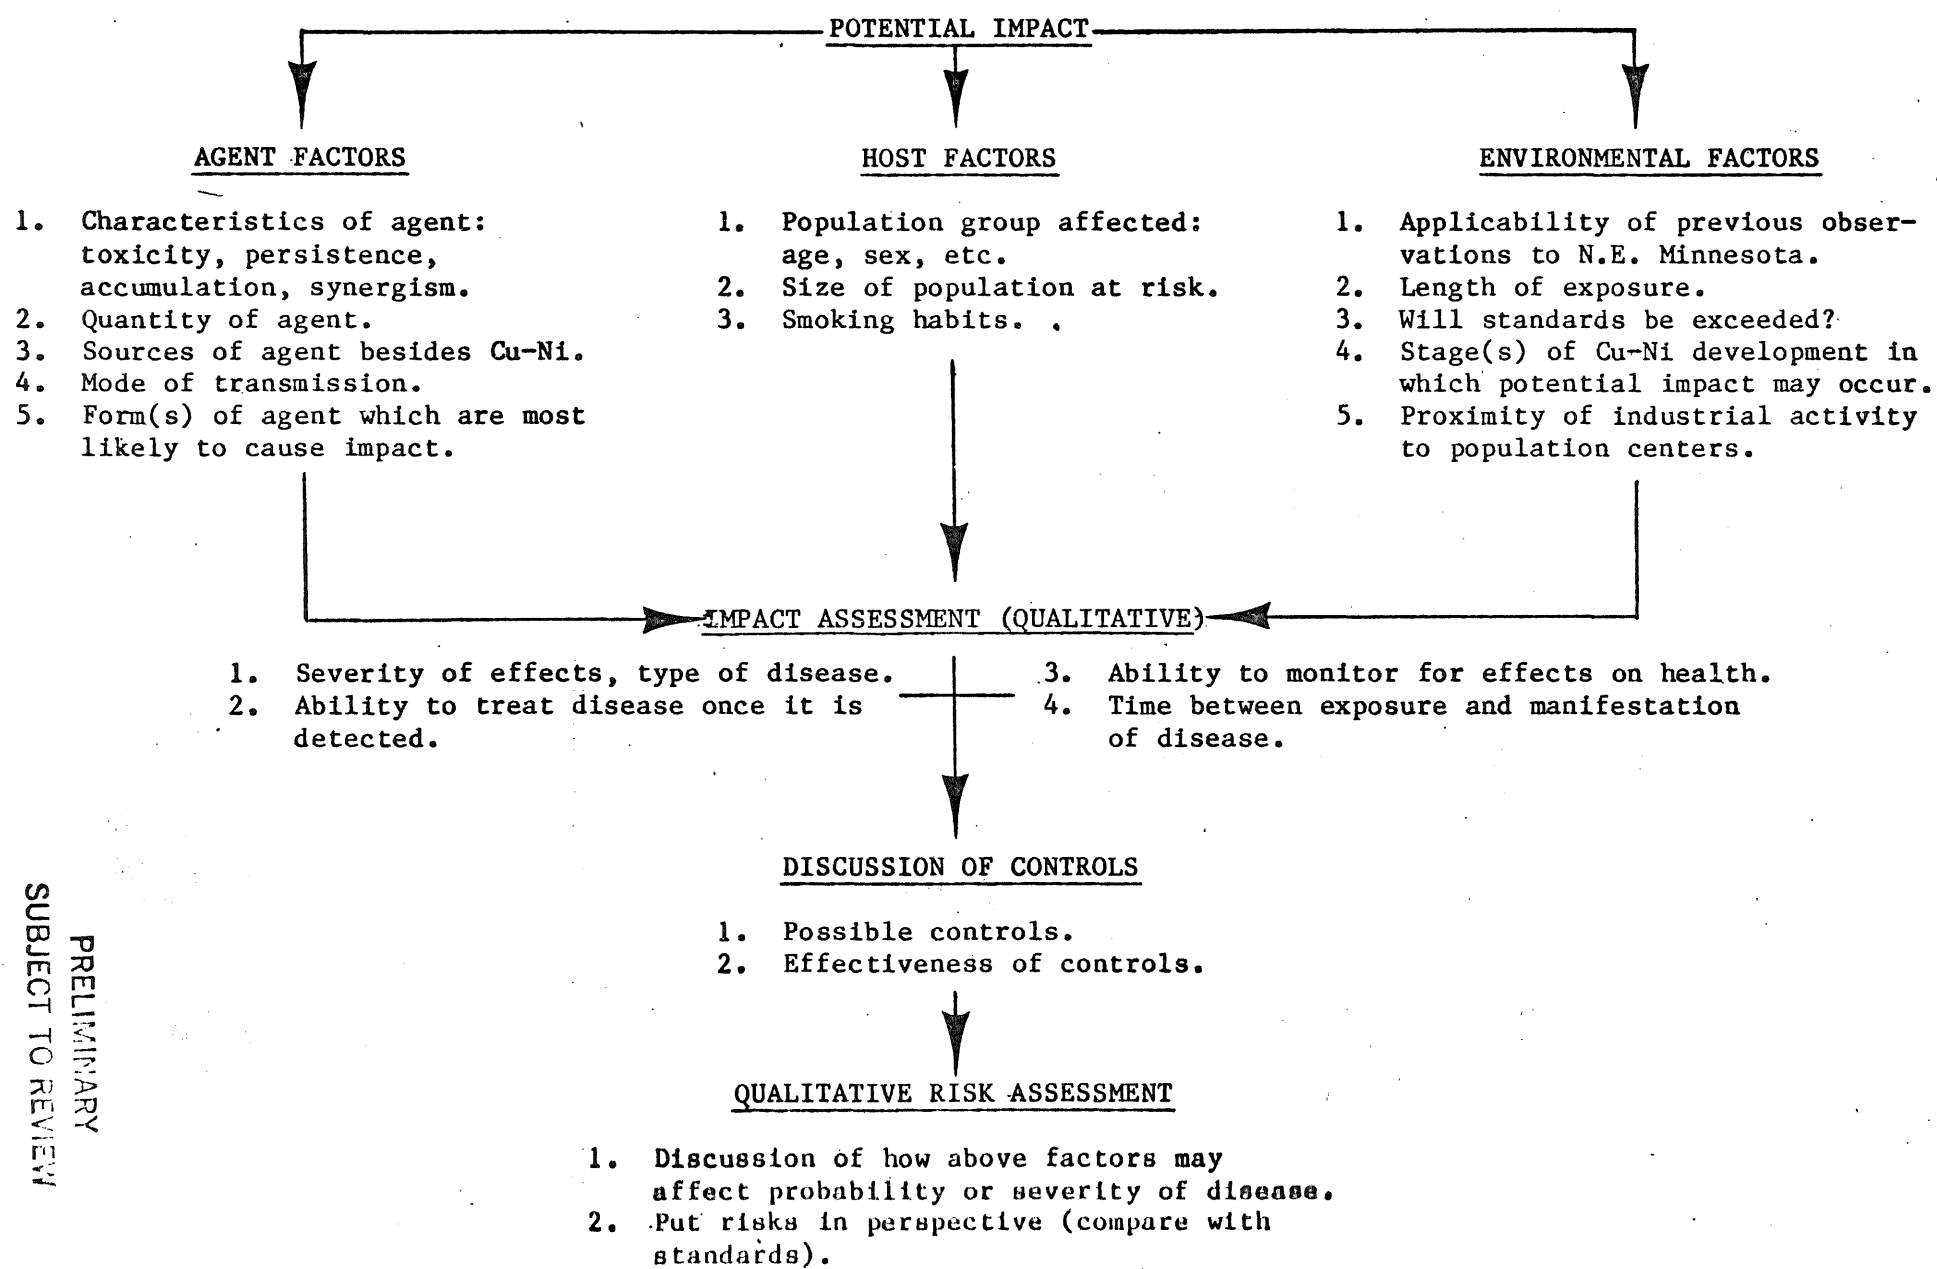 POTENTIAL IMPACT
AGENT FACTORS
1. Characteristics of agent:
toxicity, persistence,
accumulation, synergism.
2. Quantity of agent.
3. Sources of agent besides Cu-Ni.
4. Mode of transmission.
5. Form(s) of agent which are most
likely to cause impact.
HOST FACTORS
1. Population group affected:
age, sex, etc.
2. Size of population at risk.
3. Smoking habits.
ENVIRONMENTAL FACTORS
1. Applicability of previous obser-
vations to N.E. Minnesota.
2. Length of exposure.
3. Will standards be exceeded?
4. Stage(s) of Cu-Ni development in
which potential impact may occur.
5. Proximity of industrial activity
to population centers.
IMPACT ASSESSMENT (QUALITATIVE)
1. Severity of effects, type of disease.
2. Ability to treat disease once it is
detected.
3. Ability to monitor for effects on health.
4. Time between exposure and manifestation
of disease.
DISCUSSION OF CONTROLS
1. Possible controls.
2. Effectiveness of controls.
QUALITATIVE RISK ASSESSMENT
1. Discussion of how above factors may
affect probability or severity of disease.
2. Put risks in perspective (compare with
standards).
PRELIMINARY
SUBJECT TO REVIEW